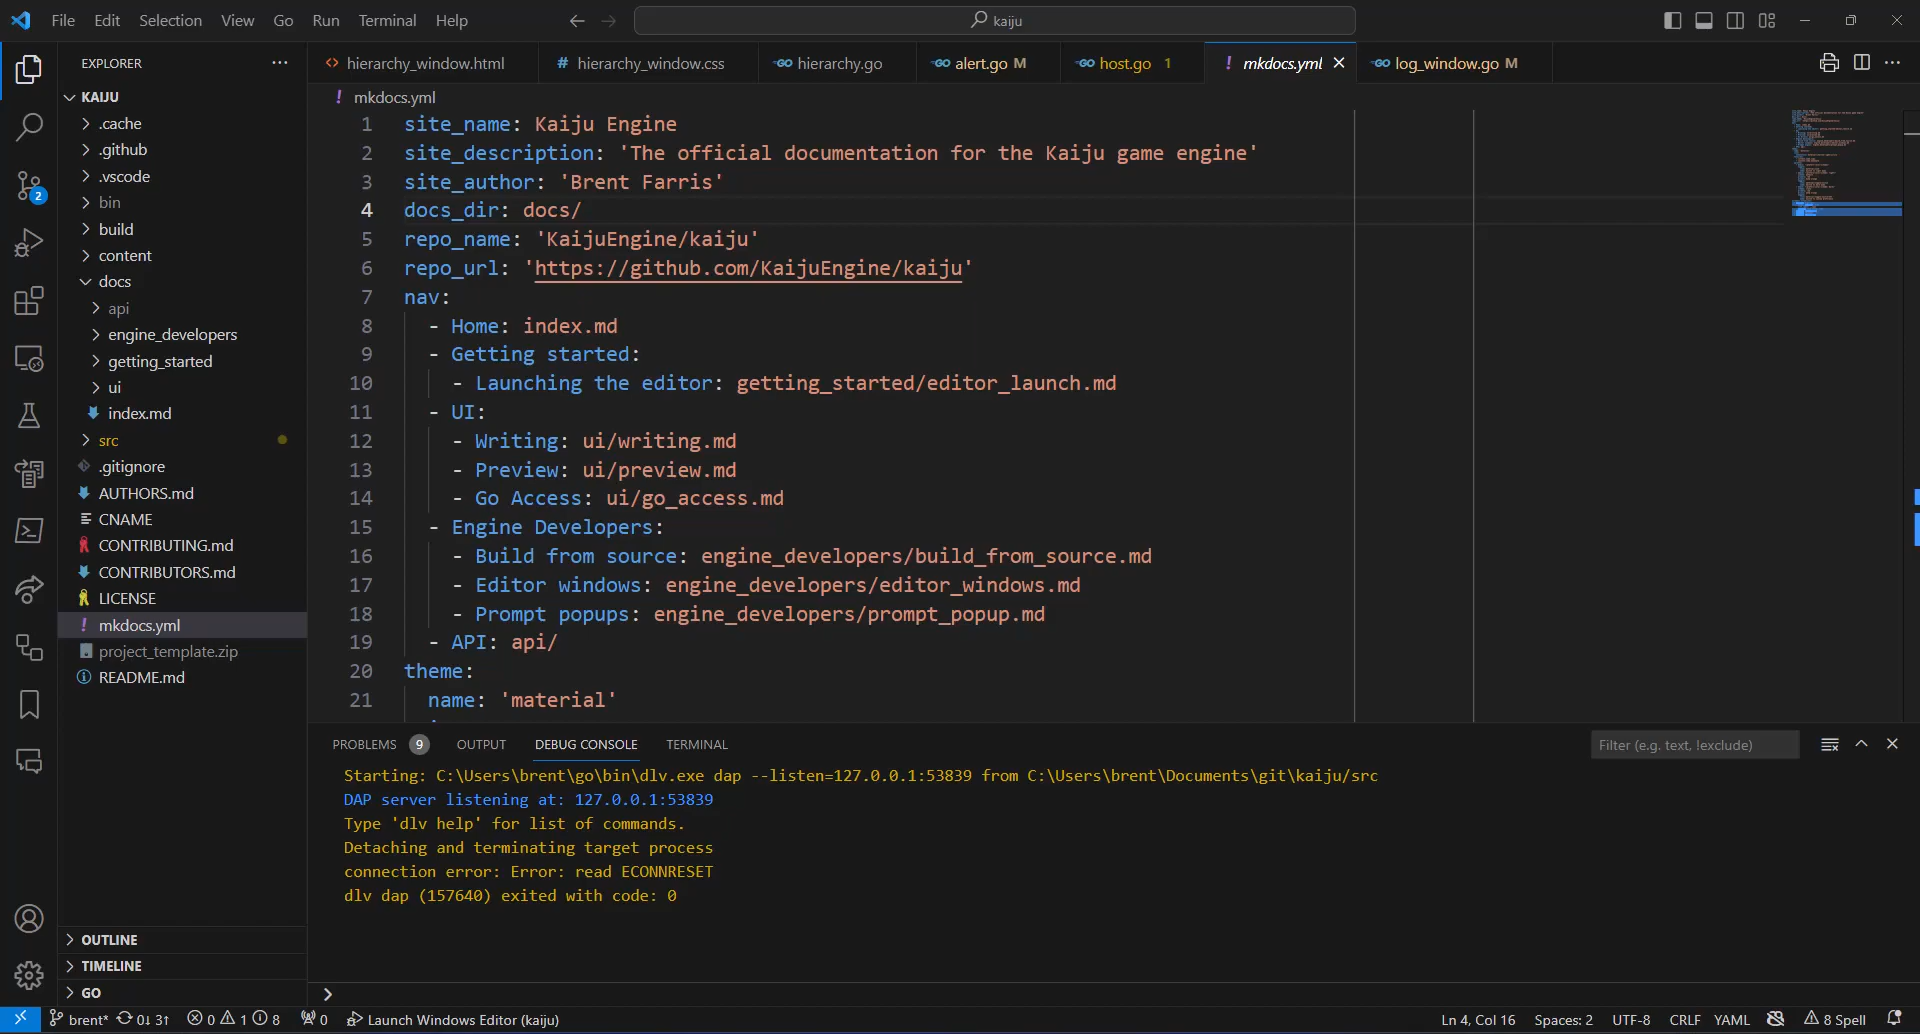 File Edit Selection View Go Run Terminal Help
kaiju
EXPLORER
KAIJU
.cache
.github
.vscode
bin
build
content
docs
api
engine_developers
getting_started
ui
index.md
src
.gitignore
AUTHORS.md
CNAME
CONTRIBUTING.md
CONTRIBUTORS.md
LICENSE
mkdocs.yml
project_template.zip
README.md
OUTLINE
TIMELINE
GO
2
hierarchy_window.html
# hierarchy_window.css
hierarchy.go
alert.go M
host.go 1
! mkdocs.yml
log_window.go M
! mkdocs.yml
1 site_name: Kaiju Engine
2 site_description: 'The official documentation for the Kaiju game engine'
3 site_author: 'Brent Farris'
4 docs_dir: docs/
5 repo_name: 'KaijuEngine/kaiju'
6 repo_url: 'https://github.com/KaijuEngine/kaiju'
7 nav:
8 - Home: index.md
9 - Getting started:
10 - Launching the editor: getting_started/editor_launch.md
11 - UI:
12 - Writing: ui/writing.md
13 - Preview: ui/preview.md
14 - Go Access: ui/go_access.md
15 - Engine Developers:
16 - Build from source: engine_developers/build_from_source.md
17 - Editor windows: engine_developers/editor_windows.md
18 - Prompt popups: engine_developers/prompt_popup.md
19 - API: api/
20 theme:
21 name: 'material'
PROBLEMS 9 OUTPUT DEBUG CONSOLE TERMINAL
Filter (e.g. text, !exclude)
Starting: C:\Users\brent\go\bin\dlv.exe dap --listen=127.0.0.1:53839 from C:\Users\brent\Documents\git\kaiju/src
DAP server listening at: 127.0.0.1:53839
Type 'dlv help' for list of commands.
Detaching and terminating target process
connection error: Error: read ECONNRESET
dlv dap (157640) exited with code: 0
brent* 0↓ 3↑ 0 1 8 0 Launch Windows Editor (kaiju)
Ln 4, Col 16 Spaces: 2 UTF-8 CRLF YAML 8 Spell